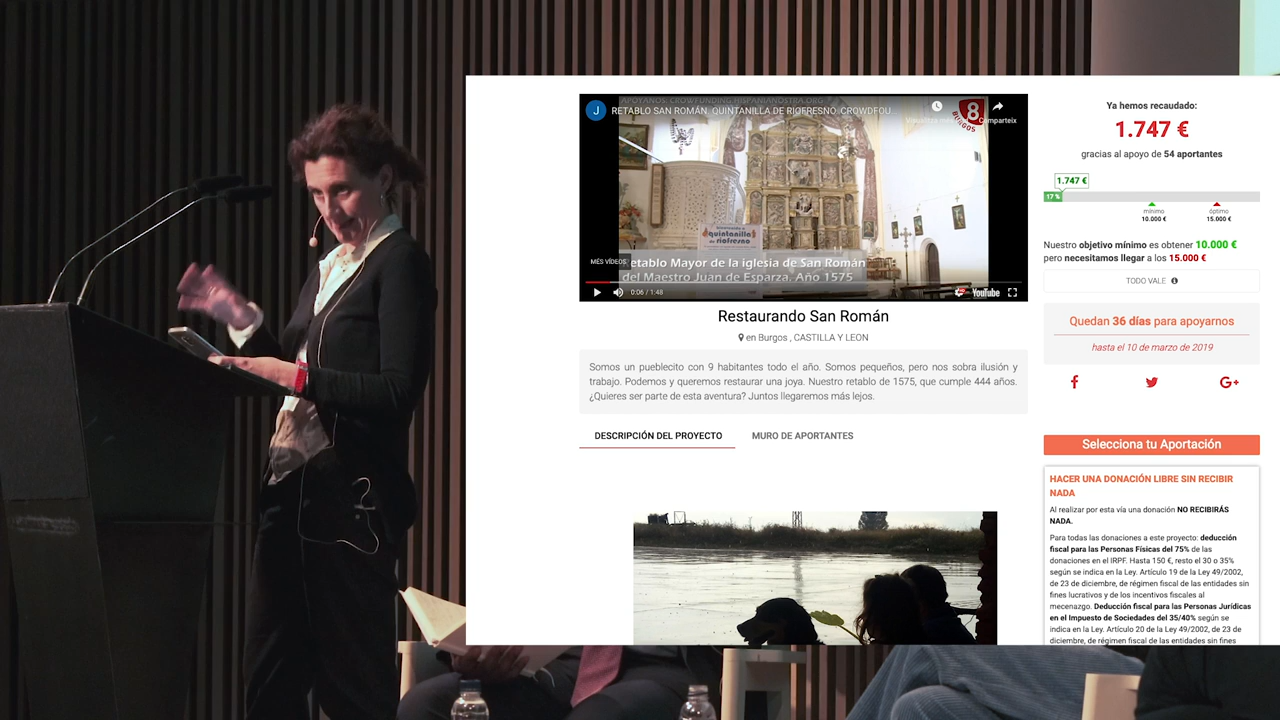 APÓYANOS: CROWDFUNDING.HISPANIANOSTRA.ORG
J
RETABLO SAN ROMÁN. QUINTANILLA DE RIOFRESNO. CROWDFOU...
8
BURGOS
Comparteix
quintanilla
de riofresno
MÉS VÍDEOS
Retablo Mayor de la iglesia de San Román
del Maestro Juan de Esparza. Año 1575
0:06 / 1:48
YouTube
Restaurando San Román
en Burgos , CASTILLA Y LEON
Somos un pueblecito con 9 habitantes todo el año. Somos pequeños, pero nos sobra ilusión y
trabajo. Podemos y queremos restaurar una joya. Nuestro retablo de 1575, que cumple 444 años.
¿Quieres ser parte de esta aventura? Juntos llegaremos más lejos.
DESCRIPCIÓN DEL PROYECTO
MURO DE APORTANTES
Ya hemos recaudado:
1.747 €
gracias al apoyo de 54 aportantes
1.747 €
17 %
mínimo
10.000 €
óptimo
15.000 €
Nuestro objetivo mínimo es obtener 10.000 €
pero necesitamos llegar a los 15.000 €
TODO VALE
Quedan 36 días para apoyarnos
hasta el 10 de marzo de 2019
G+
Selecciona tu Aportación
HACER UNA DONACIÓN LIBRE SIN RECIBIR
NADA
Al realizar por esta vía una donación NO RECIBIRÁS
NADA.
Para todas las donaciones a este proyecto: deducción
fiscal para las Personas Físicas del 75% de las
donaciones en el IRPF. Hasta 150 €, resto el 30 o 35%
según se indica en la Ley. Artículo 19 de la Ley 49/2002,
de 23 de diciembre, de régimen fiscal de las entidades sin
fines lucrativos y de los incentivos fiscales al
mecenazgo. Deducción fiscal para las Personas Jurídicas
en el Impuesto de Sociedades del 35/40% según se
indica en la Ley. Artículo 20 de la Ley 49/2002, de 23 de
diciembre, de régimen fiscal de las entidades sin fines